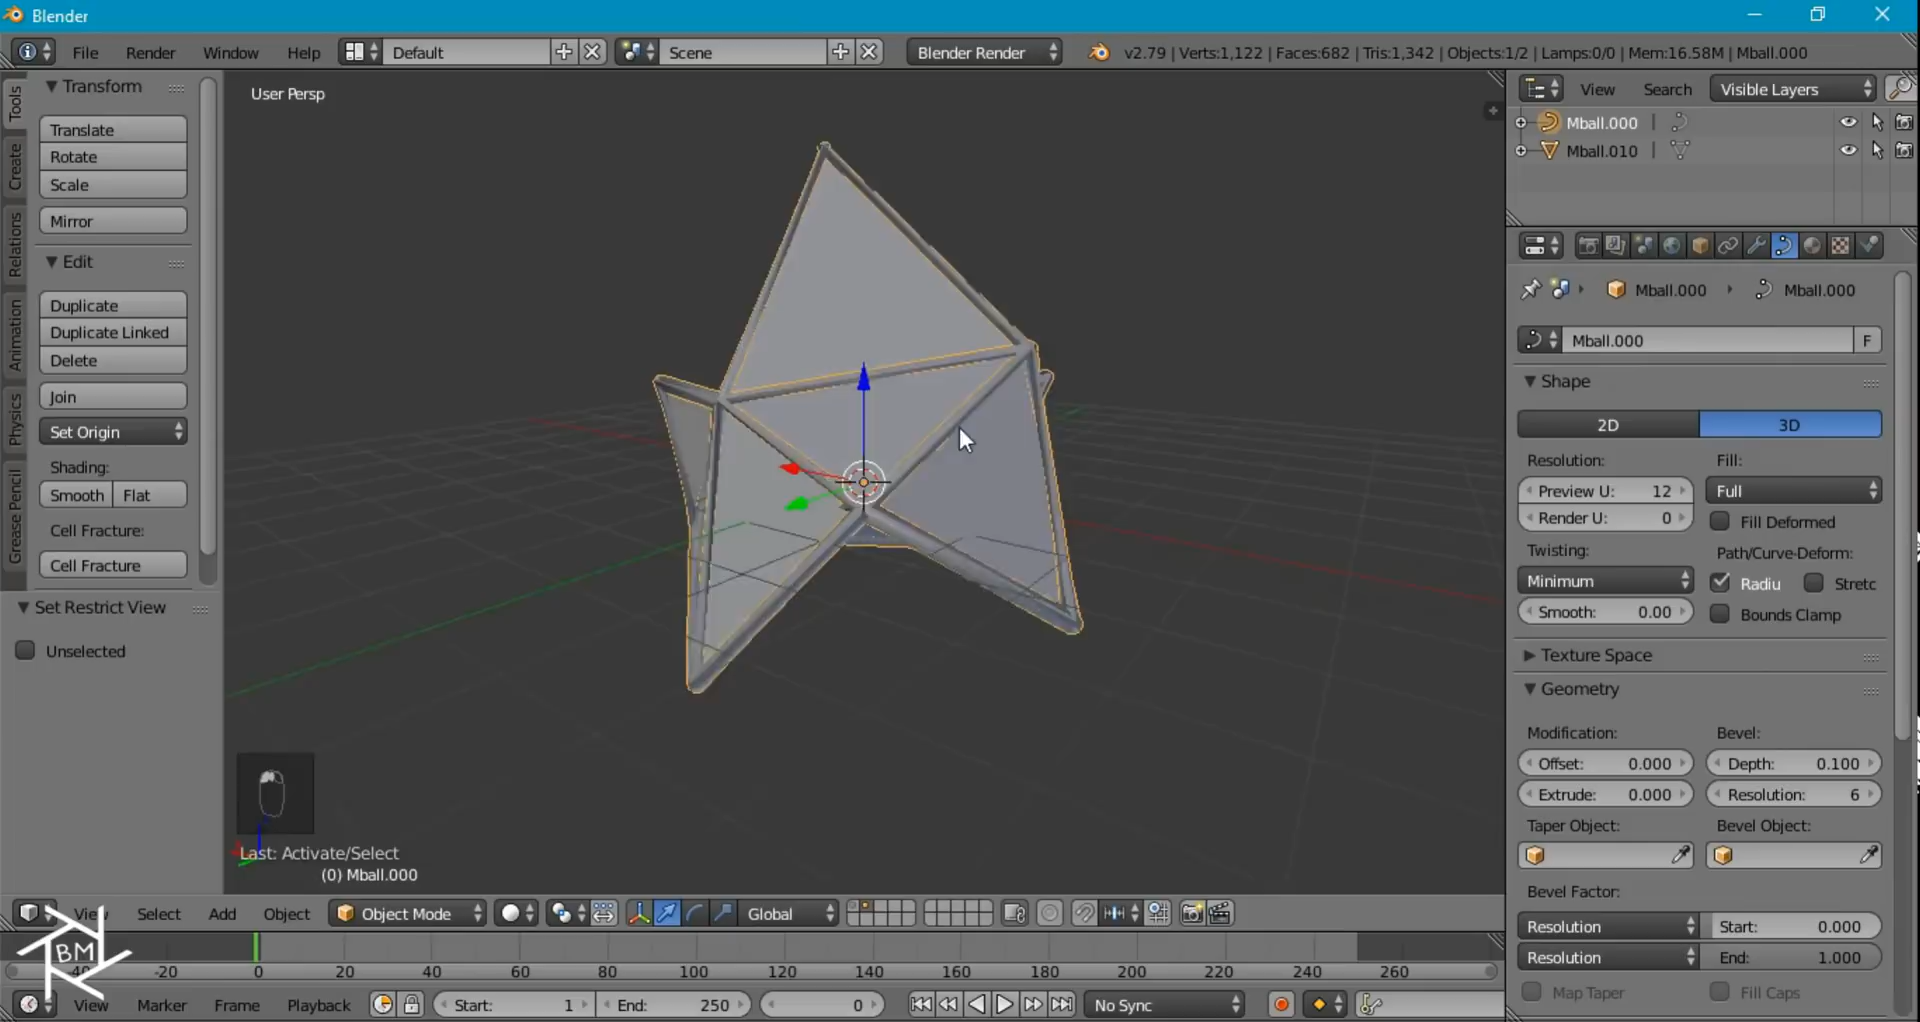 Blender
File Render Window Help Default Scene Blender Render v2.79 | Verts:1,122 | Faces:682 | Tris:1,342 | Objects:1/2 | Lamps:0/0 | Mem:16.58M | Mball.000
Tools
Create
Relations
Animation
Physics
Grease Pencil
Transform
Translate
Rotate
Scale
Mirror
Edit
Duplicate
Duplicate Linked
Delete
Join
Set Origin
Shading:
Smooth Flat
Cell Fracture:
Cell Fracture
Set Restrict View
Unselected
User Persp
Last: Activate/Select
(0) Mball.000
View Search Visible Layers
Mball.000
Mball.010
Mball.000 Mball.000
Mball.000 F
Shape
2D 3D
Resolution: Fill:
Preview U: 12 Full
Render U: 0 Fill Deformed
Twisting: Path/Curve-Deform:
Minimum Radiu Stretc
Smooth: 0.00 Bounds Clamp
Texture Space
Geometry
Modification: Bevel:
Offset: 0.000 Depth: 0.100
Extrude: 0.000 Resolution: 6
Taper Object: Bevel Object:
Bevel Factor:
Resolution Start: 0.000
Resolution End: 1.000
Map Taper Fill Caps
View Select Add Object Object Mode Global
BM
-40 -20 0 20 40 60 80 100 120 140 160 180 200 220 240 260
View Marker Frame Playback Start: 1 End: 250 0 No Sync